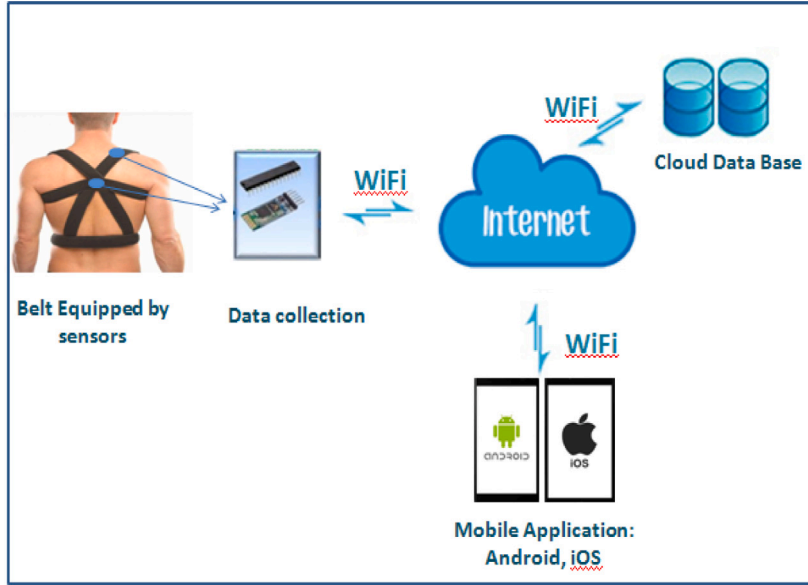 WiFi
Cloud Data Base
WiFi
Internet
Belt Equipped by
sensors
Data collection
WiFi
ANDROID
iOS
Mobile Application:
Android, iOS